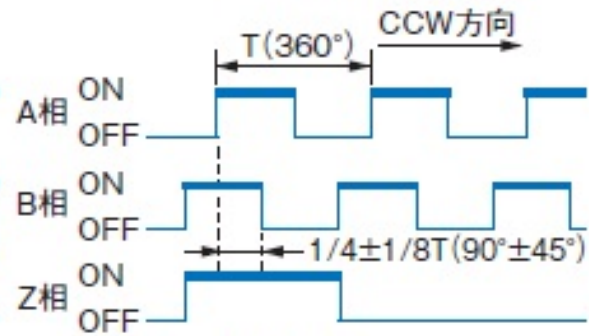 T(360°)
CCW方向
A相
ON
OFF
B相
ON
OFF
1/4±1/8T(90°±45°)
Z相
ON
OFF